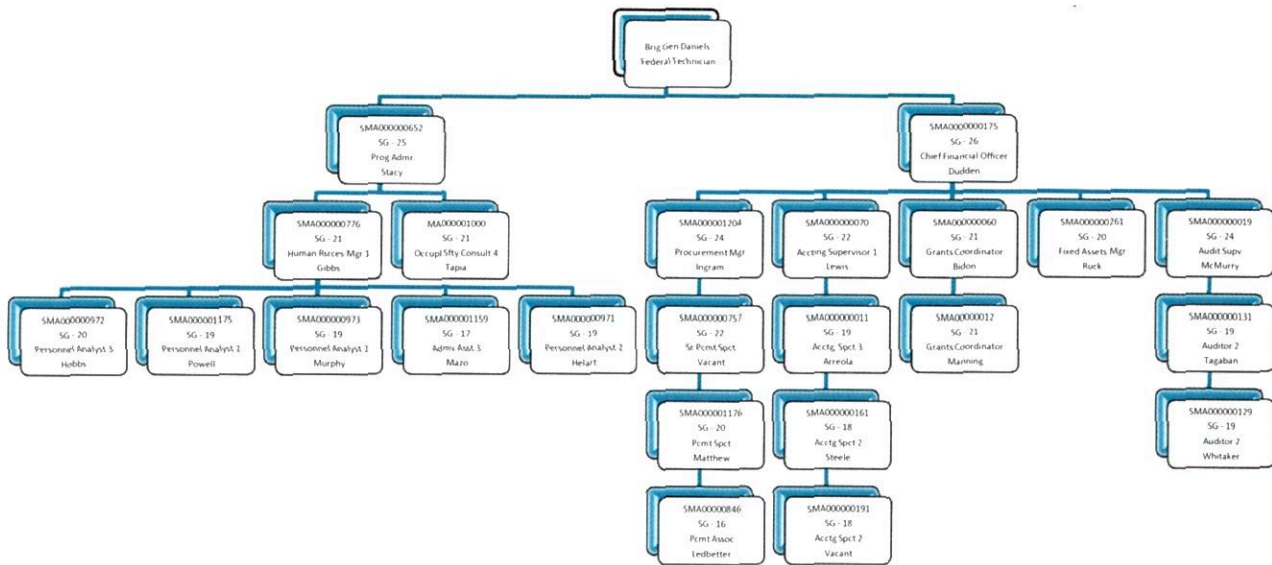 Brig Gen Daniels
Federal Technician
SMA000000652
SG - 25
Prog Admr
Stacy
SMA0000000175
SG - 26
Chief Financial Officer
Dudden
SMA000000776
SG - 21
Human Rsrces Mgr 3
Gibbs
MA000001000
SG - 21
Occupl Sfty Consult 4
Tapia
SMA000001204
SG - 24
Procurement Mgr
Ingram
SMA000000070
SG - 22
Accting Supervisor 1
Lewis
SMA000000060
SG - 21
Grants Coordinator
Bidon
SMA000000261
SG - 20
Fixed Assets Mgr
Ruck
SMA000000019
SG - 24
Audit Supv
McMurry
SMA000000972
SG - 20
Personnel Analyst 3
Hobbs
SMA000001175
SG - 19
Personnel Analyst 2
Powell
SMA000000973
SG - 19
Personnel Analyst 2
Murphy
SMA000001159
SG - 17
Admv Asst 3
Mazo
SMA000000971
SG - 19
Personnel Analyst 2
Helart
SMA000000757
SG - 22
Sr Pcmt Spct
Vacant
SMA000000011
SG - 19
Acctg, Spct 3
Arreola
SMA0000012
SG - 21
Grants Coordinator
Manning
SMA000000131
SG - 19
Auditor 2
Tagaban
SMA000001176
SG - 20
Pcmt Spct
Matthew
SMA000000161
SG - 18
Acctg Spct 2
Steele
SMA000000129
SG - 19
Auditor 2
Whitaker
SMA00000846
SG - 16
Pcmt Assoc
Ledbetter
SMA000000191
SG - 18
Acctg Spct 2
Vacant